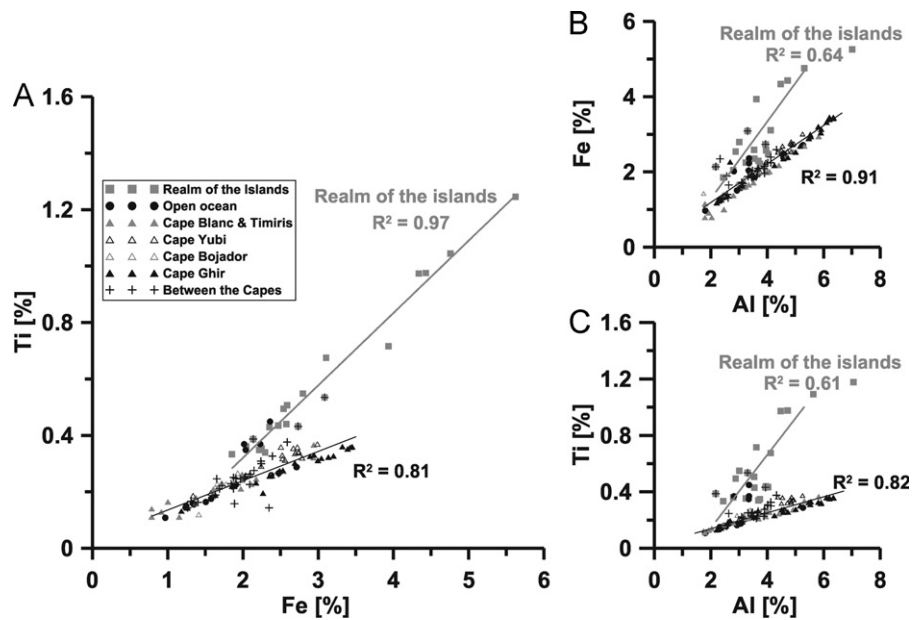 A
Ti [%]
1.6
1.2
0.8
0.4
0
Realm of the Islands
Open ocean
Cape Blanc & Timiris
Cape Yubi
Cape Bojador
Cape Ghir
Between the Capes
Realm of the islands
R² = 0.97
R² = 0.81
0 1 2 3 4 5 6
Fe [%]
B
Fe [%]
6
4
2
0
Realm of the islands
R² = 0.64
R² = 0.91
0 2 4 6 8
Al [%]
C
Ti [%]
1.6
1.2
0.8
0.4
0
Realm of the islands
R² = 0.61
R² = 0.82
0 2 4 6 8
Al [%]